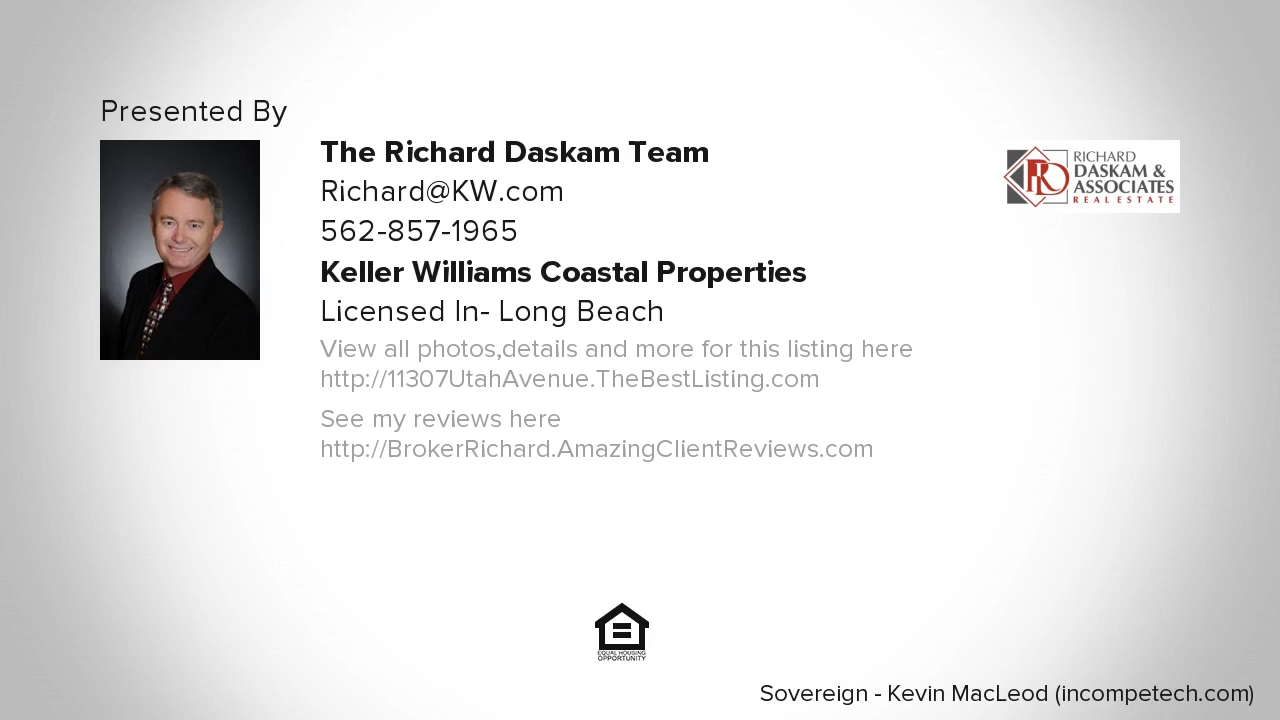 Presented By
The Richard Daskam Team
Richard@KW.com
562-857-1965
Keller Williams Coastal Properties
Licensed In- Long Beach
View all photos,details and more for this listing here
http://11307UtahAvenue.TheBestListing.com
See my reviews here
http://BrokerRichard.AmazingClientReviews.com
RD
RICHARD
DASKAM &
ASSOCIATES
REAL ESTATE
EQUAL HOUSING
OPPORTUNITY
Sovereign - Kevin MacLeod (incompetech.com)